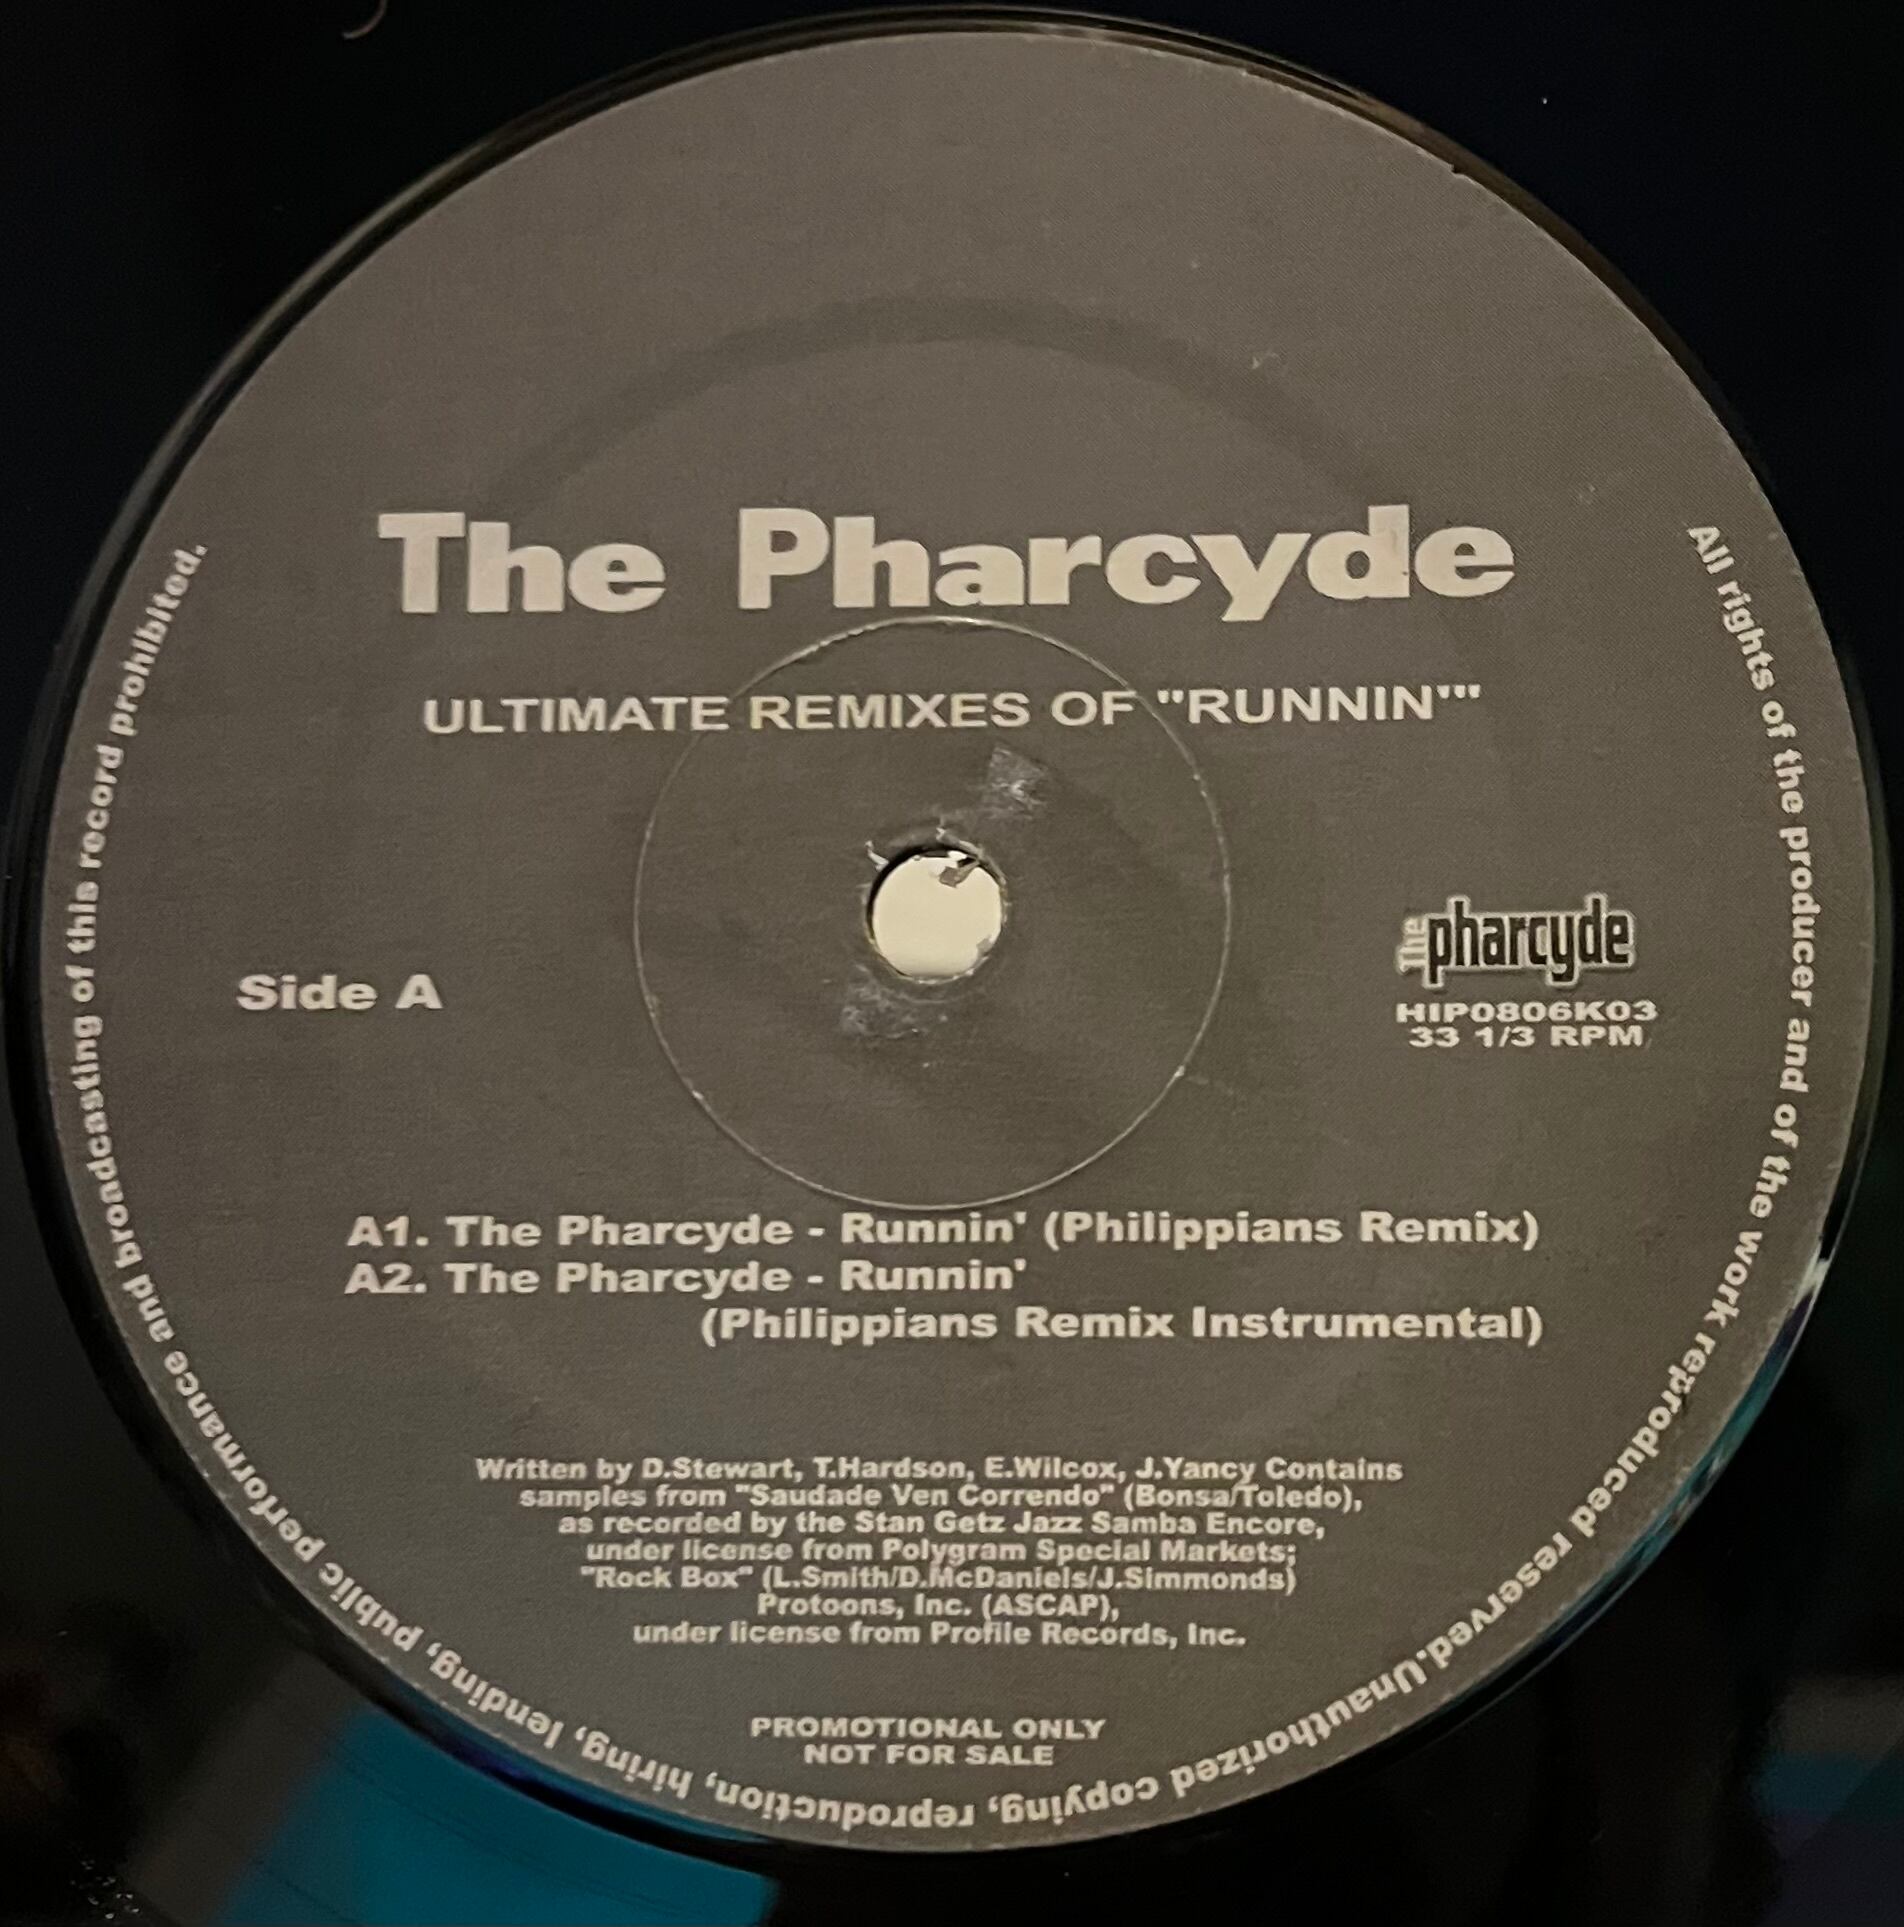 The Pharcyde
ULTIMATE REMIXES OF "RUNNIN'"
Side A
The pharcyde
HIP0806K03
33 1/3 RPM
A1. The Pharcyde - Runnin' (Philippians Remix)
A2. The Pharcyde - Runnin'
(Philippians Remix Instrumental)
Written by D.Stewart, T.Hardson, E.Wilcox, J.Yancy Contains
samples from "Saudade Ven Correndo" (Bonsa/Toledo),
as recorded by the Stan Getz Jazz Samba Encore,
under license from Polygram Special Markets;
"Rock Box" (L.Smith/D.McDaniels/J.Simmonds)
Protoons, Inc. (ASCAP),
under license from Profile Records, Inc.
PROMOTIONAL ONLY
NOT FOR SALE
All rights of the producer and of the work reproduced reserved.Unauthorized copying, reproduction, hiring, lending, public performance and broadcasting of this record prohibited.